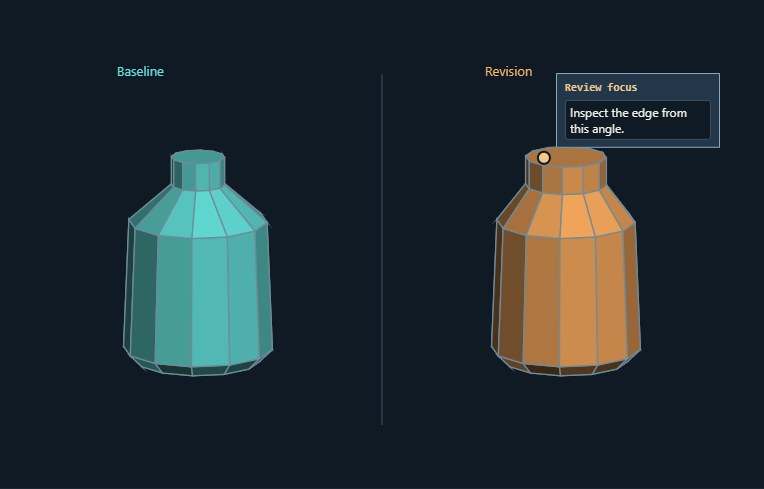 Baseline
Revision
Review focus
Inspect the edge from
this angle.